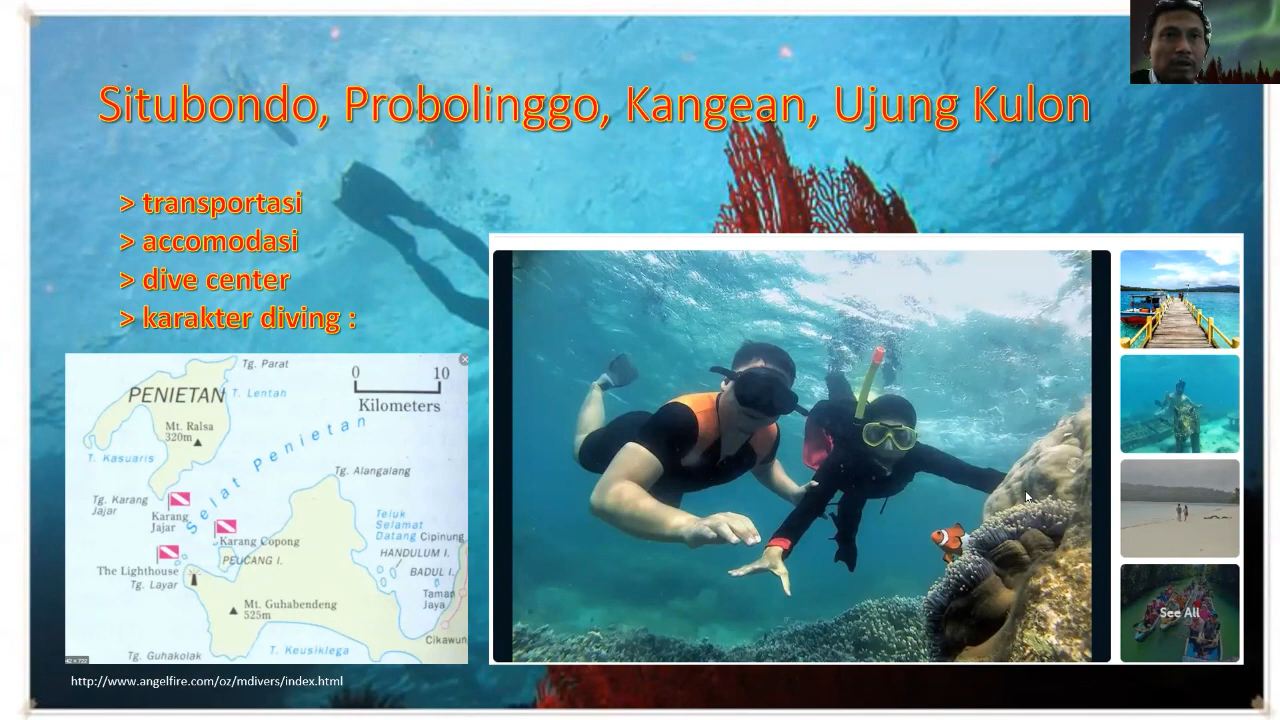 Situbondo, Probolinggo, Kangean, Ujung Kulon
> transportasi
> accomodasi
> dive center
> karakter diving :
Tg. Parat
0 10
Kilometers
PENIETAN
T. Lentah
Mt. Ralsa
320m
T. Kasuaris
Selat Penietan
Tg. Alangalang
Tg. Karang
Jajar
Karang
Jajar
Teluk
Selamat
Datang
Cipinung
Karang Copong
HANDULUM I.
PEUCANG I.
The Lighthouse
BADUL I.
Tg. Layar
Taman
Jaya
Mt. Guhabendeng
525m
Cikawun
Tg. Guhakolak
T. Keusiklega
See All
http://www.angelfire.com/oz/mdivers/index.html